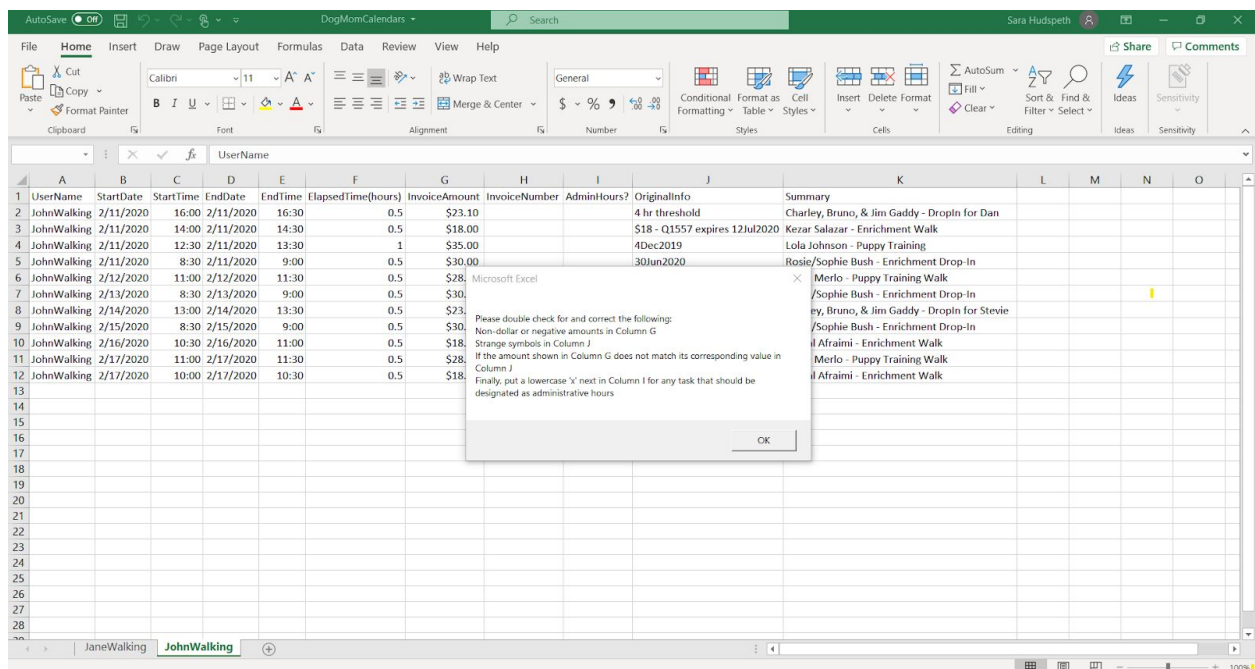 AutoSave Off DogMomCalendars Search Sara Hudspeth
File Home Insert Draw Page Layout Formulas Data Review View Help Share Comments
Cut Calibri 11 Wrap Text General AutoSum
Copy Fill
Paste Format Painter B I U Merge & Center $ % Conditional Formatting Format as Table Cell Styles Insert Delete Format Clear Sort & Filter Find & Select Ideas Sensitivity
Clipboard Font Alignment Number Styles Cells Editing Ideas Sensitivity
fx UserName
A B C D E F G H I J K L M N O
1 UserName StartDate StartTime EndDate EndTime ElapsedTime(hours) InvoiceAmount InvoiceNumber AdminHours? OriginalInfo Summary
2 JohnWalking 2/11/2020 16:00 2/11/2020 16:30 0.5 $23.10 4 hr threshold Charley, Bruno, & Jim Gaddy - DropIn for Dan
3 JohnWalking 2/11/2020 14:00 2/11/2020 14:30 0.5 $18.00 $18 - Q1557 expires 12Jul2020 Kezar Salazar - Enrichment Walk
4 JohnWalking 2/11/2020 12:30 2/11/2020 13:30 1 $35.00 4Dec2019 Lola Johnson - Puppy Training
5 JohnWalking 2/11/2020 8:30 2/11/2020 9:00 0.5 $30.00 30Jun2020 Rosie/Sophie Bush - Enrichment Drop-In
6 JohnWalking 2/12/2020 11:00 2/12/2020 11:30 0.5 $28. Merlo - Puppy Training Walk
7 JohnWalking 2/13/2020 8:30 2/13/2020 9:00 0.5 $30. /Sophie Bush - Enrichment Drop-In
8 JohnWalking 2/14/2020 13:00 2/14/2020 13:30 0.5 $23. ey, Bruno, & Jim Gaddy - DropIn for Stevie
9 JohnWalking 2/15/2020 8:30 2/15/2020 9:00 0.5 $30. /Sophie Bush - Enrichment Drop-In
10 JohnWalking 2/16/2020 10:30 2/16/2020 11:00 0.5 $18. l Afraimi - Enrichment Walk
11 JohnWalking 2/17/2020 11:00 2/17/2020 11:30 0.5 $28. Merlo - Puppy Training Walk
12 JohnWalking 2/17/2020 10:00 2/17/2020 10:30 0.5 $18. l Afraimi - Enrichment Walk
13
14
15
16
17
18
19
20
21
22
23
24
25
26
27
28
Microsoft Excel
Please double check for and correct the following:
Non-dollar or negative amounts in Column G
Strange symbols in Column J
If the amount shown in Column G does not match its corresponding value in
Column J
Finally, put a lowercase 'x' next in Column I for any task that should be
designated as administrative hours
OK
JaneWalking JohnWalking
100%